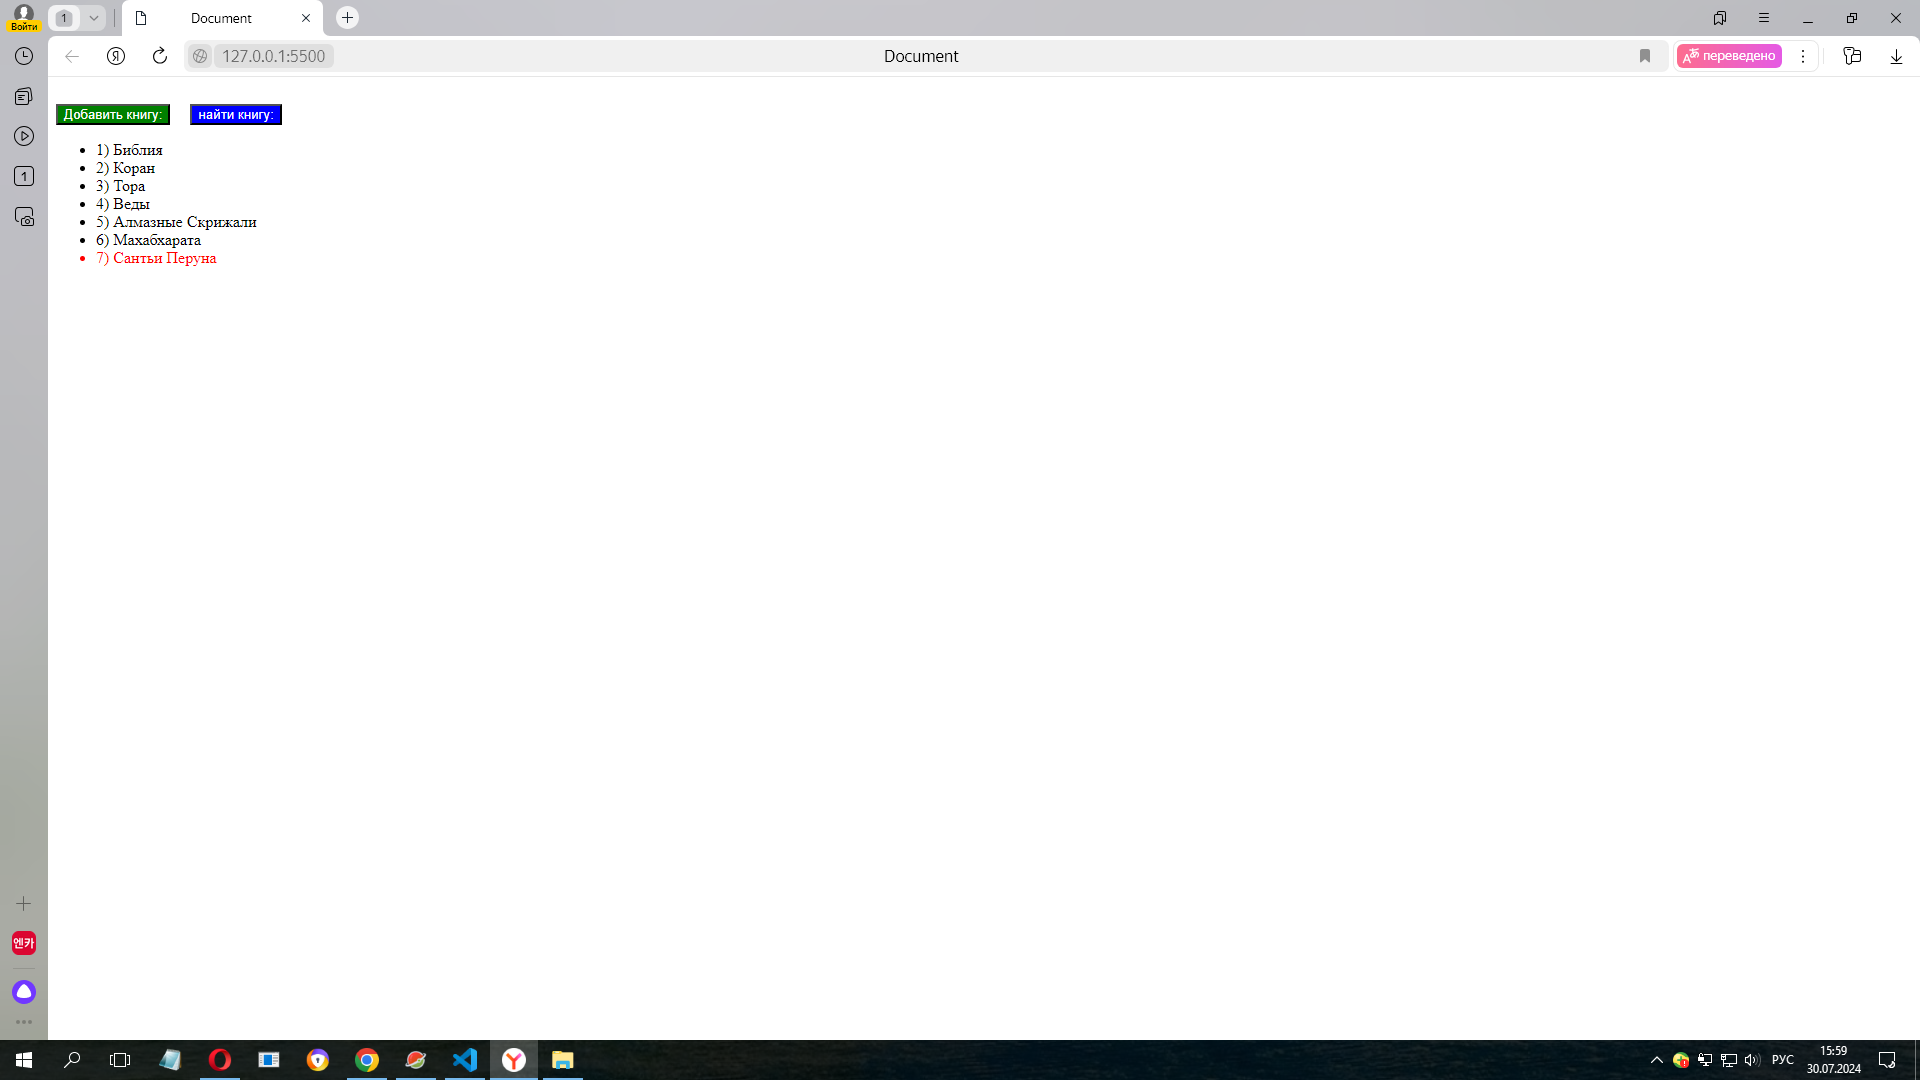 Войти
1
Document
127.0.0.1:5500
Document
переведено
1
Добавить книгу:
найти книгу:
1) Библия
2) Коран
3) Тора
4) Веды
5) Алмазные Скрижали
6) Махабхарата
7) Сантьи Перуна
엔카
РУС
15:59
30.07.2024